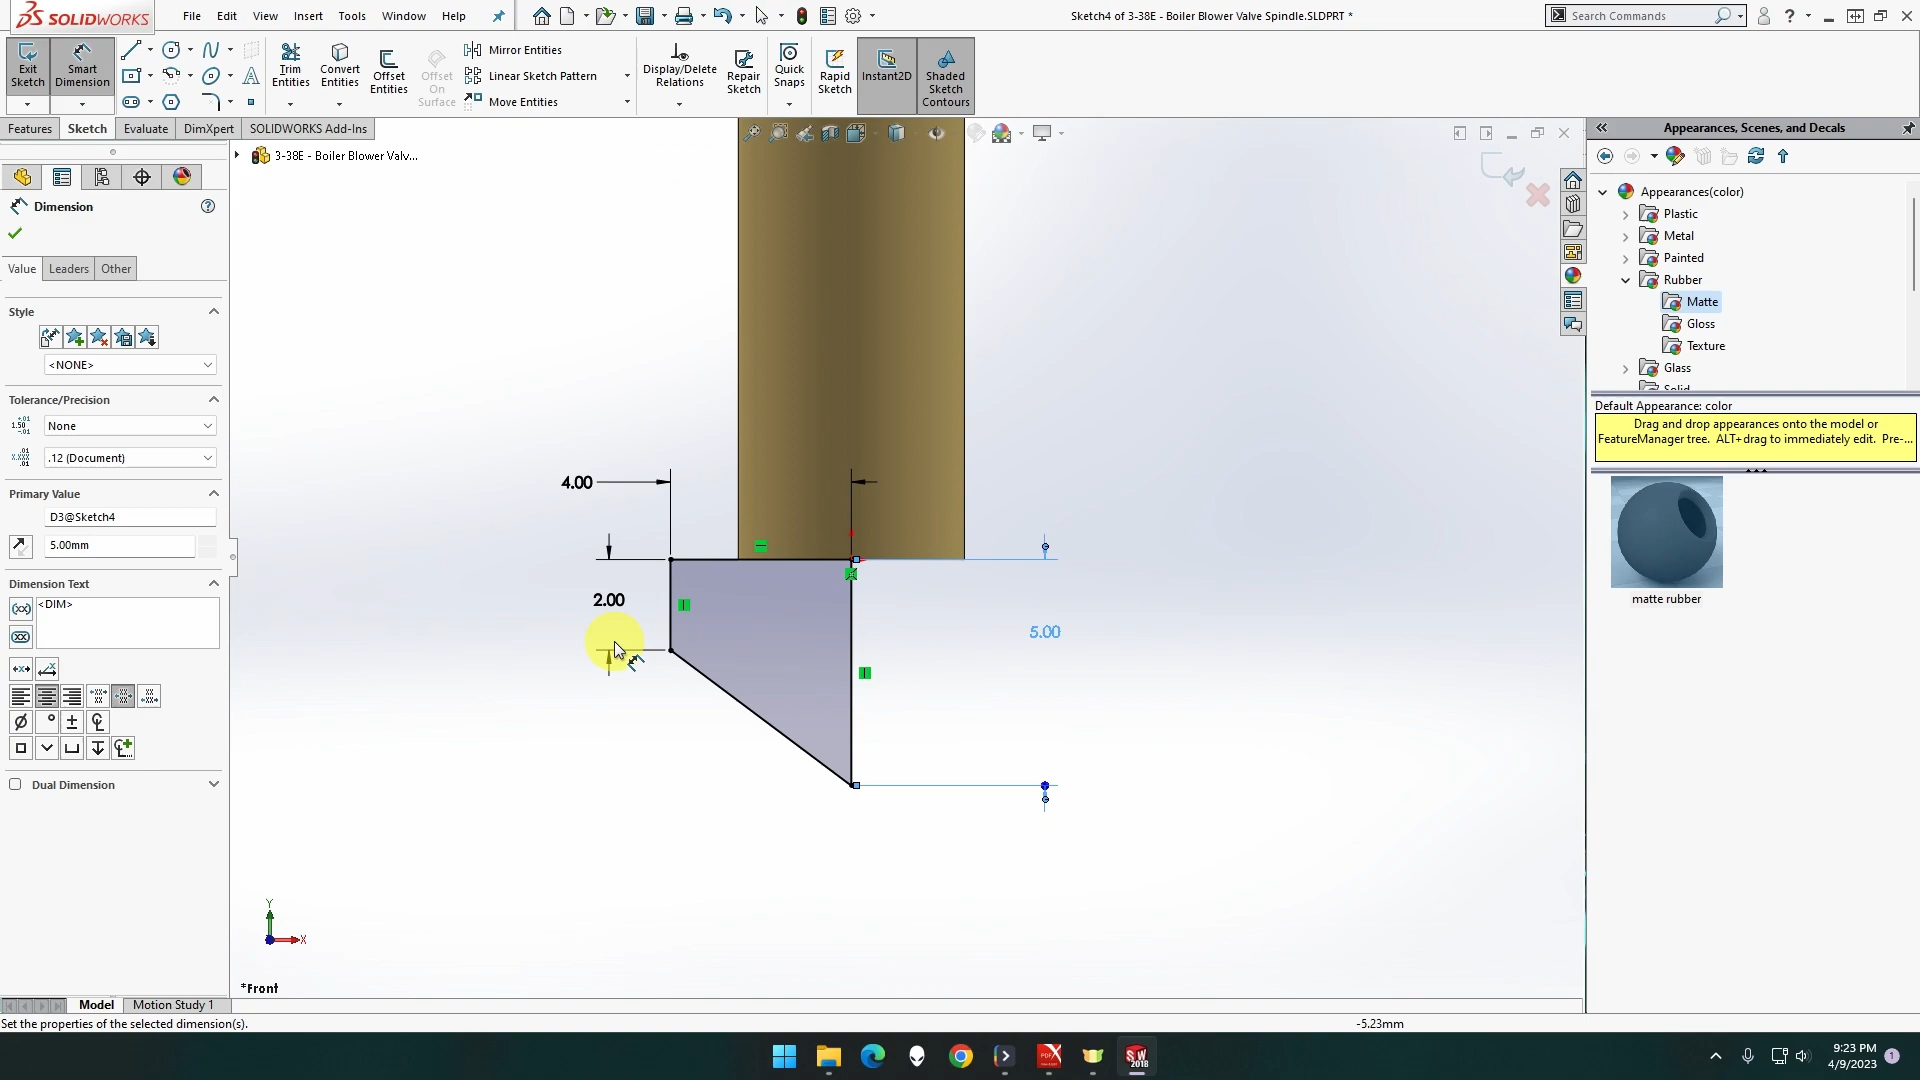 SOLIDWORKS
File
Edit
View
Insert
Tools
Window
Help
Sketch4 of 3-38E - Boiler Blower Valve Spindle.SLDPRT *
Search Commands
Exit Sketch
Smart Dimension
Trim Entities
Convert Entities
Offset Entities
Offset On Surface
Mirror Entities
Linear Sketch Pattern
Move Entities
Display/Delete Relations
Repair Sketch
Quick Snaps
Rapid Sketch
Instant2D
Shaded Sketch Contours
Features
Sketch
Evaluate
DimXpert
SOLIDWORKS Add-Ins
3-38E - Boiler Blower Valv...
Dimension
Value
Leaders
Other
Style
<NONE>
Tolerance/Precision
None
.12 (Document)
Primary Value
D3@Sketch4
5.00mm
Dimension Text
<DIM>
Dual Dimension
4.00
2.00
5.00
Y
X
*Front
Appearances, Scenes, and Decals
Appearances(color)
Plastic
Metal
Painted
Rubber
Matte
Gloss
Texture
Glass
Default Appearance: color
Drag and drop appearances onto the model or
FeatureManager tree. ALT+drag to immediately edit. Pre-...
matte rubber
Model
Motion Study 1
Set the properties of the selected dimension(s).
-5.23mm
9:23 PM
4/9/2023
1